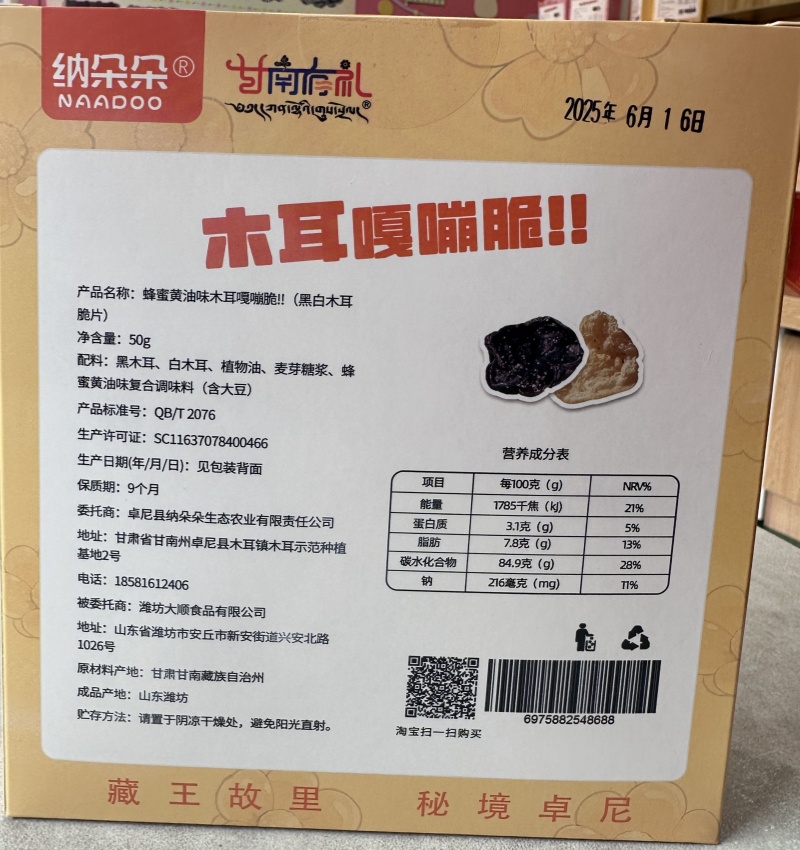 纳朵朵®
NAADOO
甘南有礼
2025年 6月 1 6日
木耳嘎嘣脆!!
产品名称：蜂蜜黄油味木耳嘎嘣脆!!（黑白木耳
脆片）
净含量：50g
配料：黑木耳、白木耳、植物油、麦芽糖浆、蜂
蜜黄油味复合调味料（含大豆）
产品标准号：QB/T 2076
生产许可证：SC11637078400466
生产日期(年/月/日)：见包装背面
保质期：9个月
委托商：卓尼县纳朵朵生态农业有限责任公司
地址：甘肃省甘南州卓尼县木耳镇木耳示范种植
基地2号
电话：18581612406
被委托商：潍坊大顺食品有限公司
地址：山东省潍坊市安丘市新安街道兴安北路
1026号
原材料产地：甘肃甘南藏族自治州
成品产地：山东潍坊
贮存方法：请置于阴凉干燥处，避免阳光直射。
营养成分表
项目 每100克（g） NRV%
能量 1785千焦（kJ） 21%
蛋白质 3.1克（g） 5%
脂肪 7.8克（g） 13%
碳水化合物 84.9克（g） 28%
钠 216毫克（mg） 11%
6975882548688
淘宝扫一扫购买
藏王故里 秘境卓尼